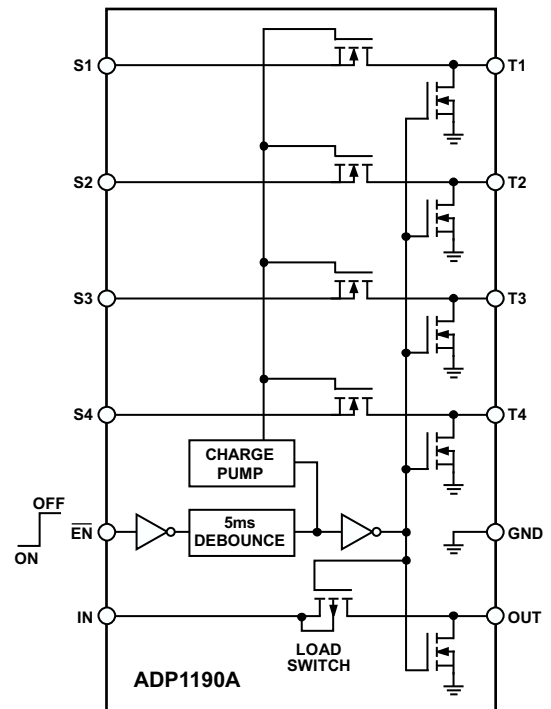 S1
T1
S2
T2
S3
T3
S4
T4
CHARGE
PUMP
OFF
ON
EN
5ms
DEBOUNCE
GND
IN
OUT
LOAD
SWITCH
ADP1190A